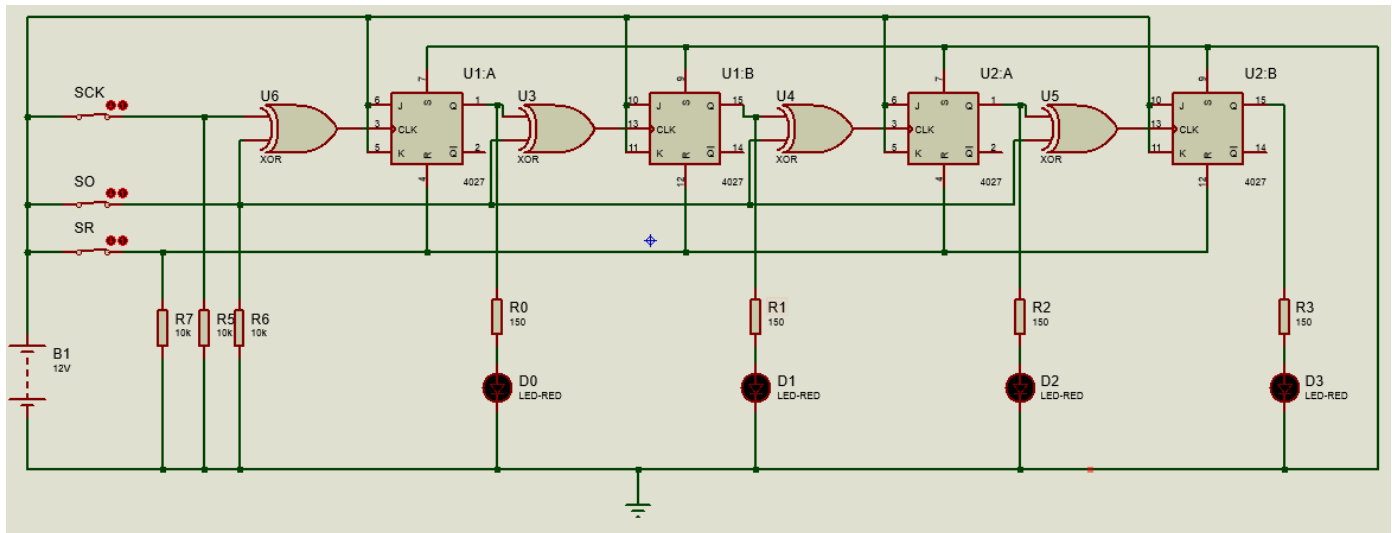 SCK
SO
SR
U6
XOR
U1:A
6
J
S
7
Q
1
3
CLK
5
K
R
4
Q
2
4027
U3
XOR
U1:B
10
J
S
9
Q
15
13
CLK
11
K
R
12
Q
14
4027
U4
XOR
U2:A
6
J
S
7
Q
1
3
CLK
5
K
R
4
Q
2
4027
U5
XOR
U2:B
10
J
S
9
Q
15
13
CLK
11
K
R
12
Q
14
4027
B1
12V
R7
10k
R5
10k
R6
10k
R0
150
R1
150
R2
150
R3
150
D0
LED-RED
D1
LED-RED
D2
LED-RED
D3
LED-RED